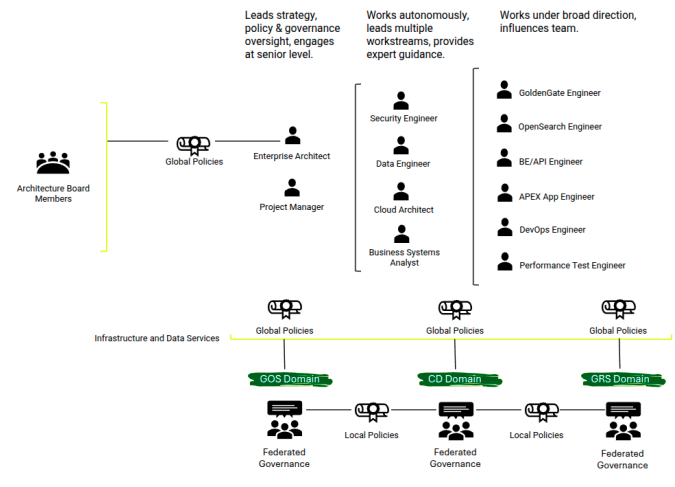 Leads strategy,
policy & governance
oversight, engages
at senior level.
Works autonomously,
leads multiple
workstreams, provides
expert guidance.
Works under broad direction,
influences team.
Architecture Board
Members
Global Policies
Enterprise Architect
Project Manager
Security Engineer
Data Engineer
Cloud Architect
Business Systems
Analyst
GoldenGate Engineer
OpenSearch Engineer
BE/API Engineer
APEX App Engineer
DevOps Engineer
Performance Test Engineer
Infrastructure and Data Services
Global Policies
Global Policies
Global Policies
GOS Domain
CD Domain
GRS Domain
Local Policies
Local Policies
Federated
Governance
Federated
Governance
Federated
Governance